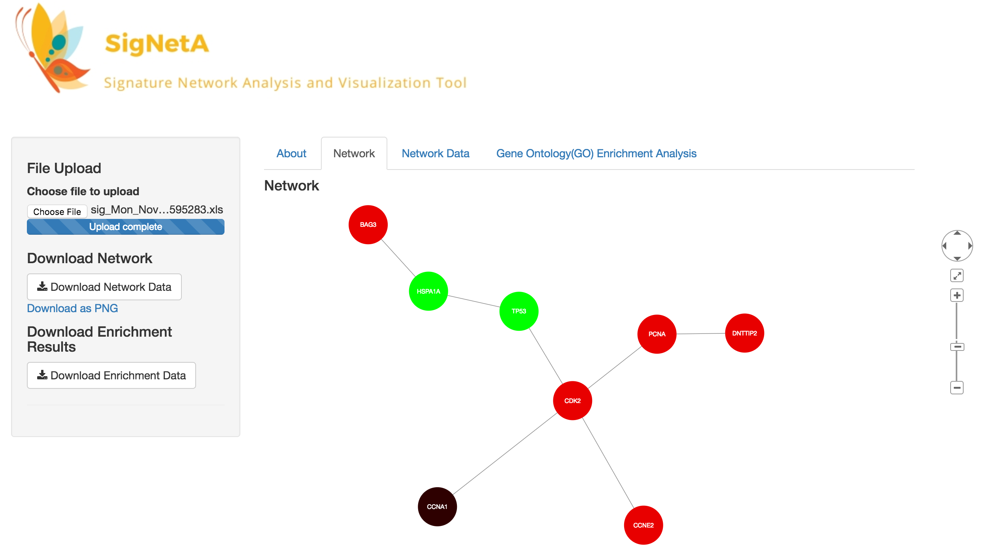 SigNetA
Signature Network Analysis and Visualization Tool
File Upload
Choose file to upload
Choose File sig_Mon_Nov...595283.xls
Upload complete
Download Network
Download Network Data
Download as PNG
Download Enrichment
Results
Download Enrichment Data
About Network Network Data Gene Ontology(GO) Enrichment Analysis
Network
BAG3
HSPA1A
TP53
PCNA
DNTTIP2
CDK2
CCNA1
CCNE2